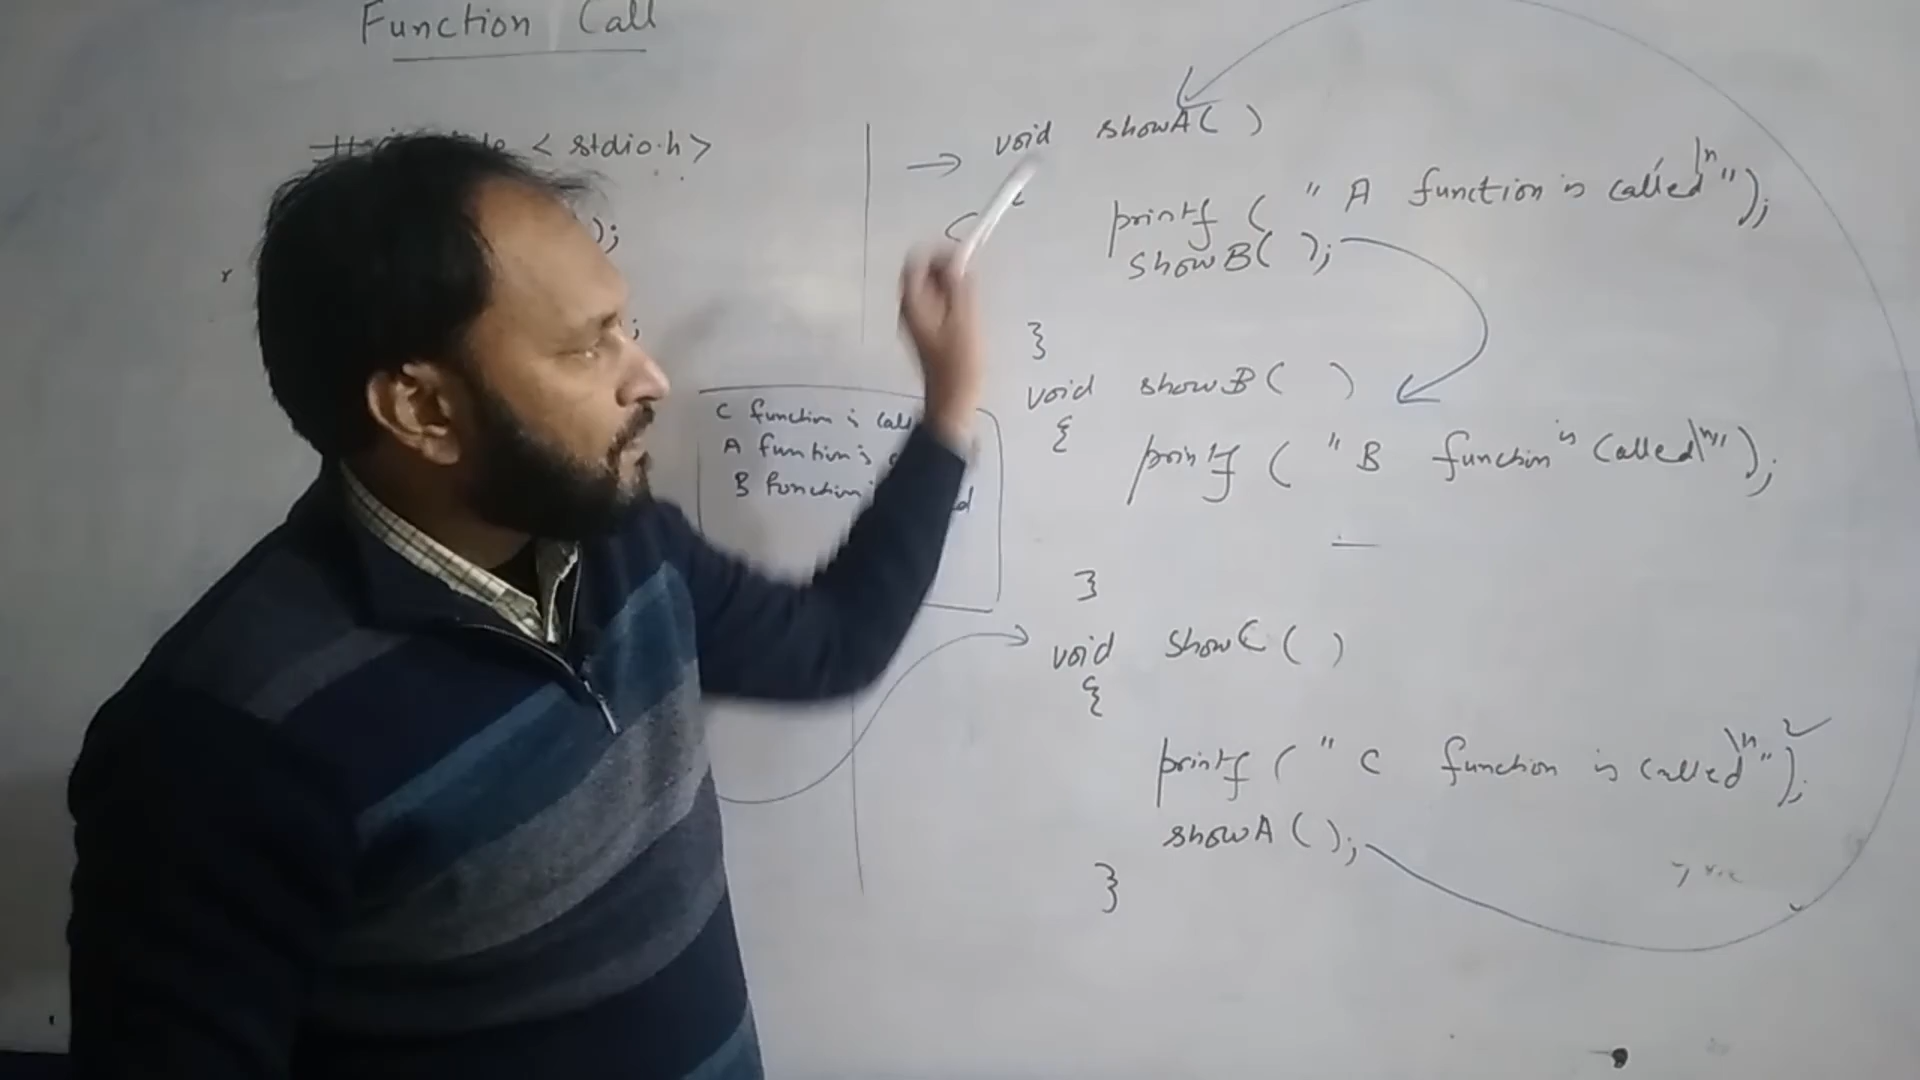 Function Call
< stdio.h>
);
;
C function is
A function is
B function
void showA( )
printf ( " A function is called\n");
showB( );
}
void showB( )
{
printf ( " B function is called\n");
}
void showC ( )
{
printf ( " C function is called\n");
showA ( );
}